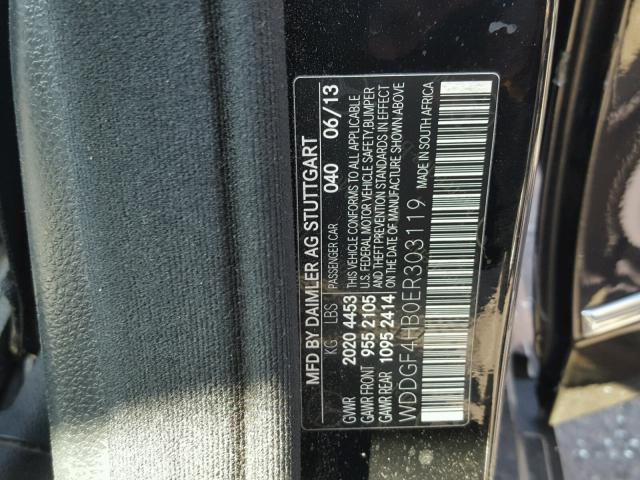 MFD BY DAIMLER AG STUTTGART
PASSENGER CAR 040 06/13
KG LBS
GVWR 2020 4453
GAWR FRONT 955 2105
GAWR REAR 1095 2414
THIS VEHICLE CONFORMS TO ALL APPLICABLE
U.S. FEDERAL MOTOR VEHICLE SAFETY,BUMPER
AND THEFT PREVENTION STANDARDS IN EFFECT
ON THE DATE OF MANUFACTURE SHOWN ABOVE
WDDGF4HB0ER303119 MADE IN SOUTH AFRICA